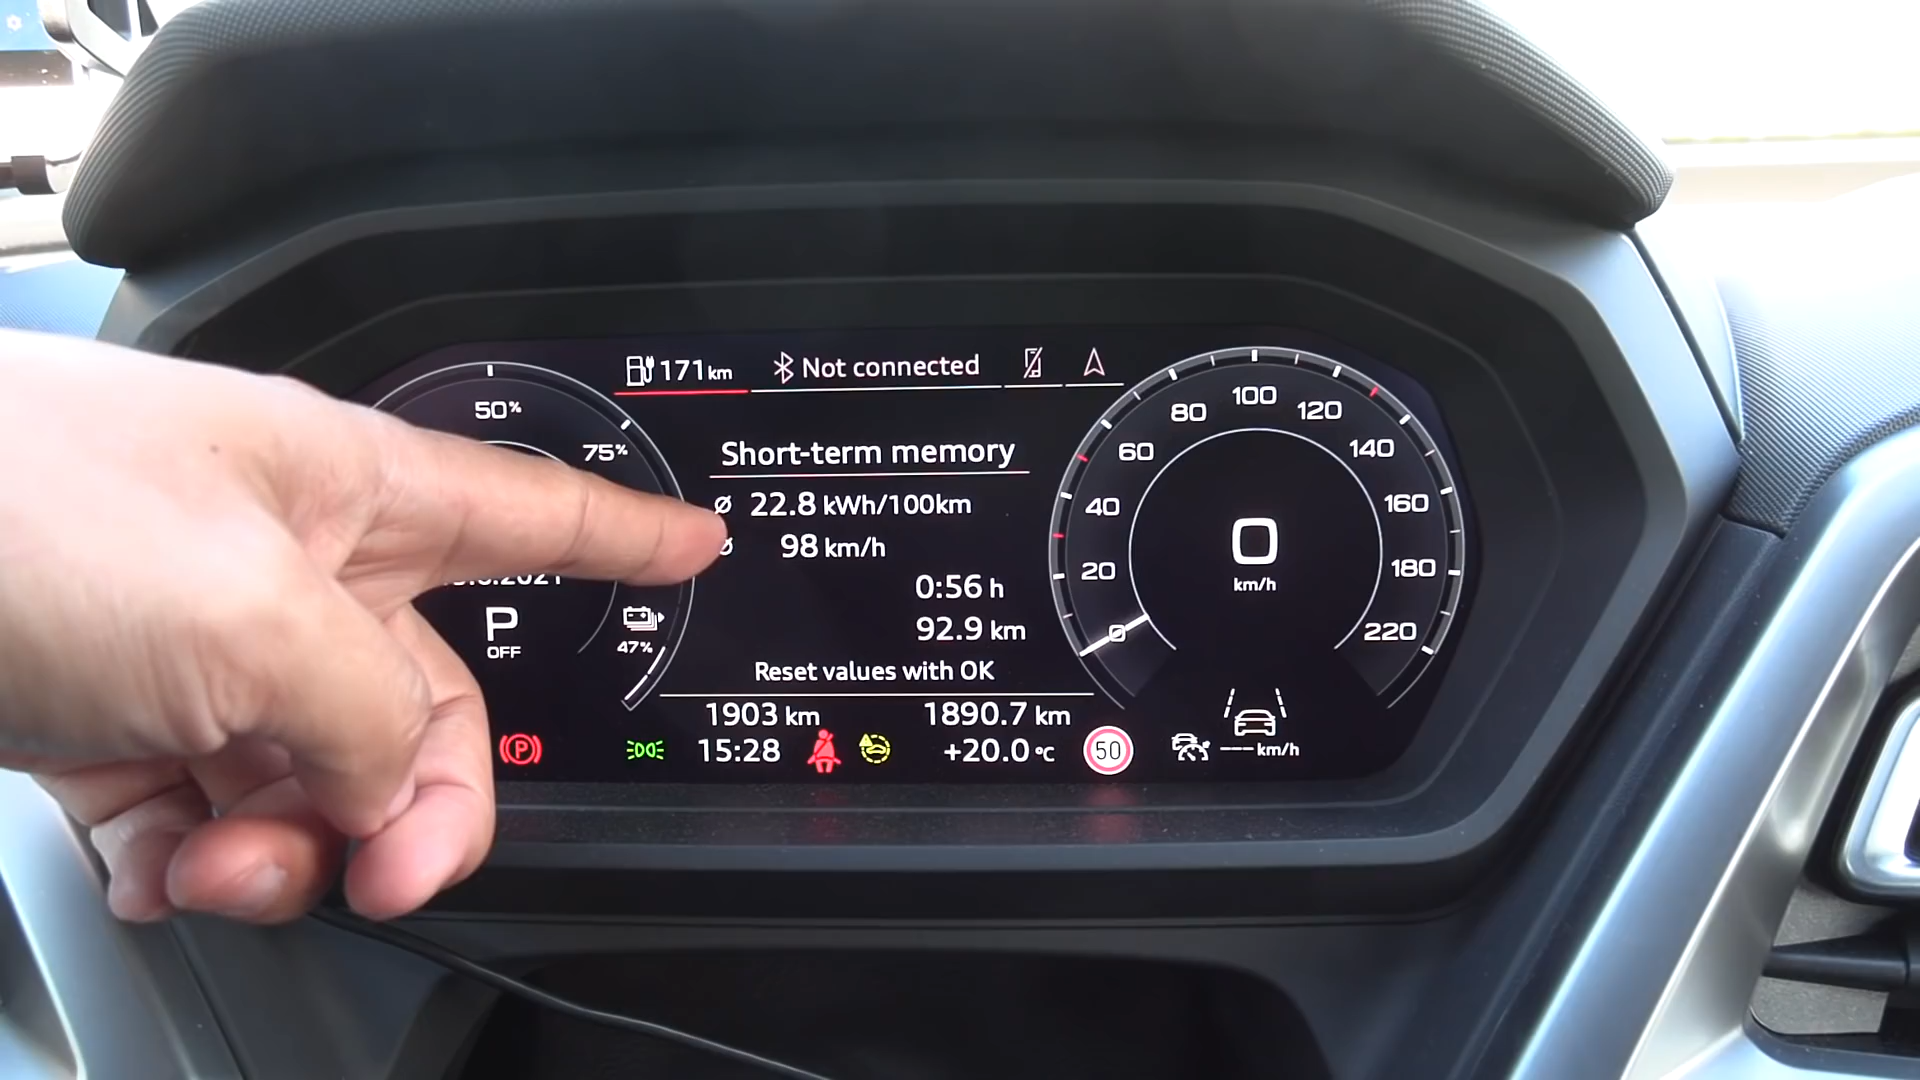 171 km
Not connected
50%
75%
Short-term memory
Ø 22.8 kWh/100km
98 km/h
0:56 h
92.9 km
Reset values with OK
P
OFF
47%
1903 km
1890.7 km
15:28
+20.0 °C
50
--- km/h
0
20
40
60
80
100
120
140
160
180
220
0
km/h
P